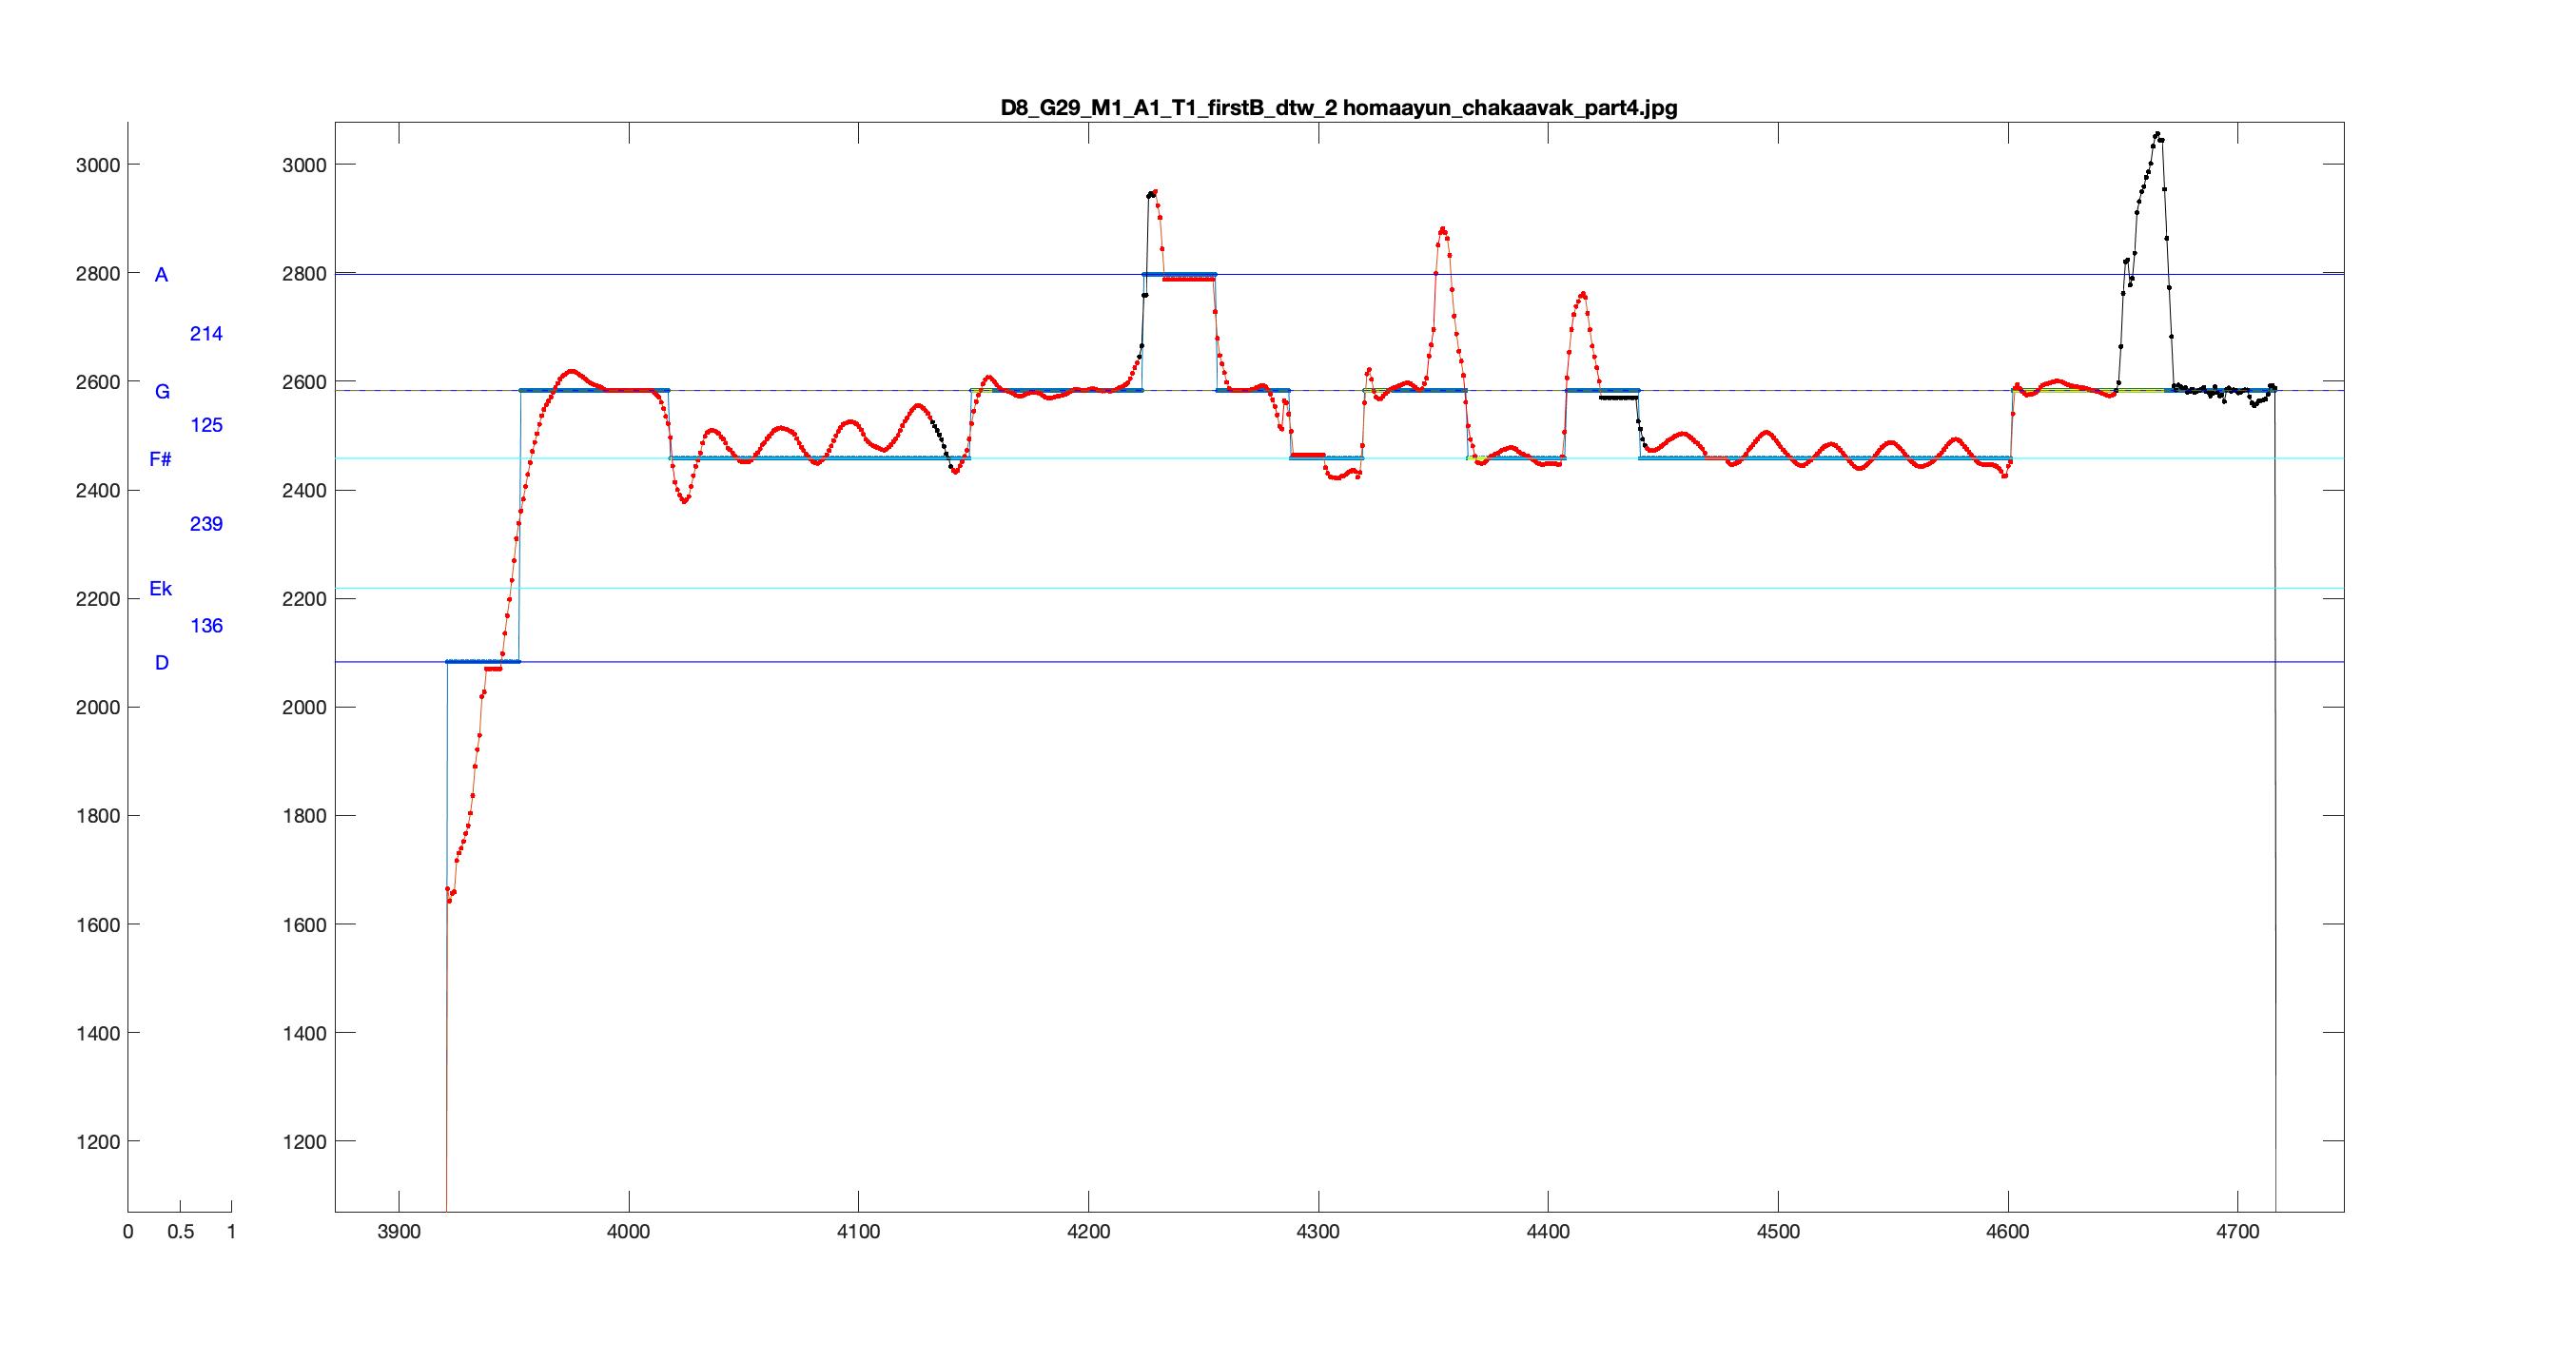 D8_G29_M1_A1_T1_firstB_dtw_2 homaayun_chakaavak_part4.jpg
3000 3000
2800 A 2800
214
2600 G 2600
125
F#
2400 2400
239
Ek
2200 2200
136
D
2000 2000
1800 1800
1600 1600
1400 1400
1200 1200
0 0.5 1 3900 4000 4100 4200 4300 4400 4500 4600 4700